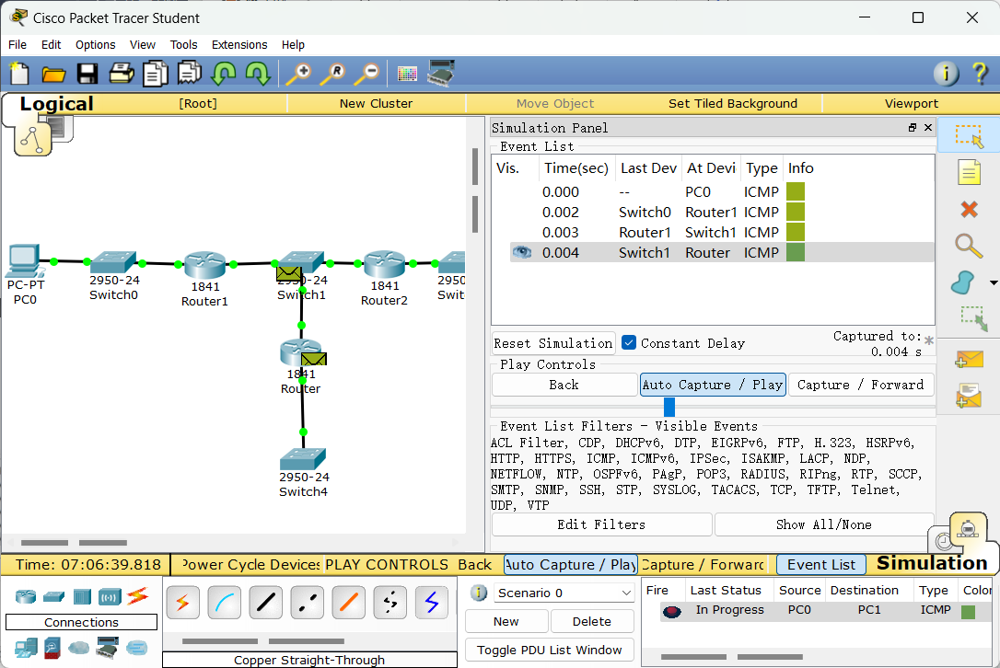 Cisco Packet Tracer Student
File Edit Options View Tools Extensions Help
Logical [Root] New Cluster Move Object Set Tiled Background Viewport
Simulation Panel
Event List
Vis. Time(sec) Last Dev At Devi Type Info
0.000 -- PC0 ICMP
0.002 Switch0 Router1 ICMP
0.003 Router1 Switch1 ICMP
0.004 Switch1 Router ICMP
PC-PT
PC0
2950-24
Switch0
1841
Router1
2950-24
Switch1
1841
Router2
2950
Swit
1841
Router
2950-24
Switch4
Reset Simulation Constant Delay Captured to: *
0.004 s
Play Controls
Back Auto Capture / Play Capture / Forward
Event List Filters - Visible Events
ACL Filter, CDP, DHCPv6, DTP, EIGRPv6, FTP, H.323, HSRPv6,
HTTP, HTTPS, ICMP, ICMPv6, IPSec, ISAKMP, LACP, NDP,
NETFLOW, NTP, OSPFv6, PAgP, POP3, RADIUS, RIPng, RTP, SCCP,
SMTP, SNMP, SSH, STP, SYSLOG, TACACS, TCP, TFTP, Telnet,
UDP, VTP
Edit Filters Show All/None
Time: 07:06:39.818 Power Cycle Devices PLAY CONTROLS Back Auto Capture / Play Capture / Forward Event List Simulation
Connections
Copper Straight-Through
Scenario 0
New Delete
Toggle PDU List Window
Fire Last Status Source Destination Type Color
In Progress PC0 PC1 ICMP